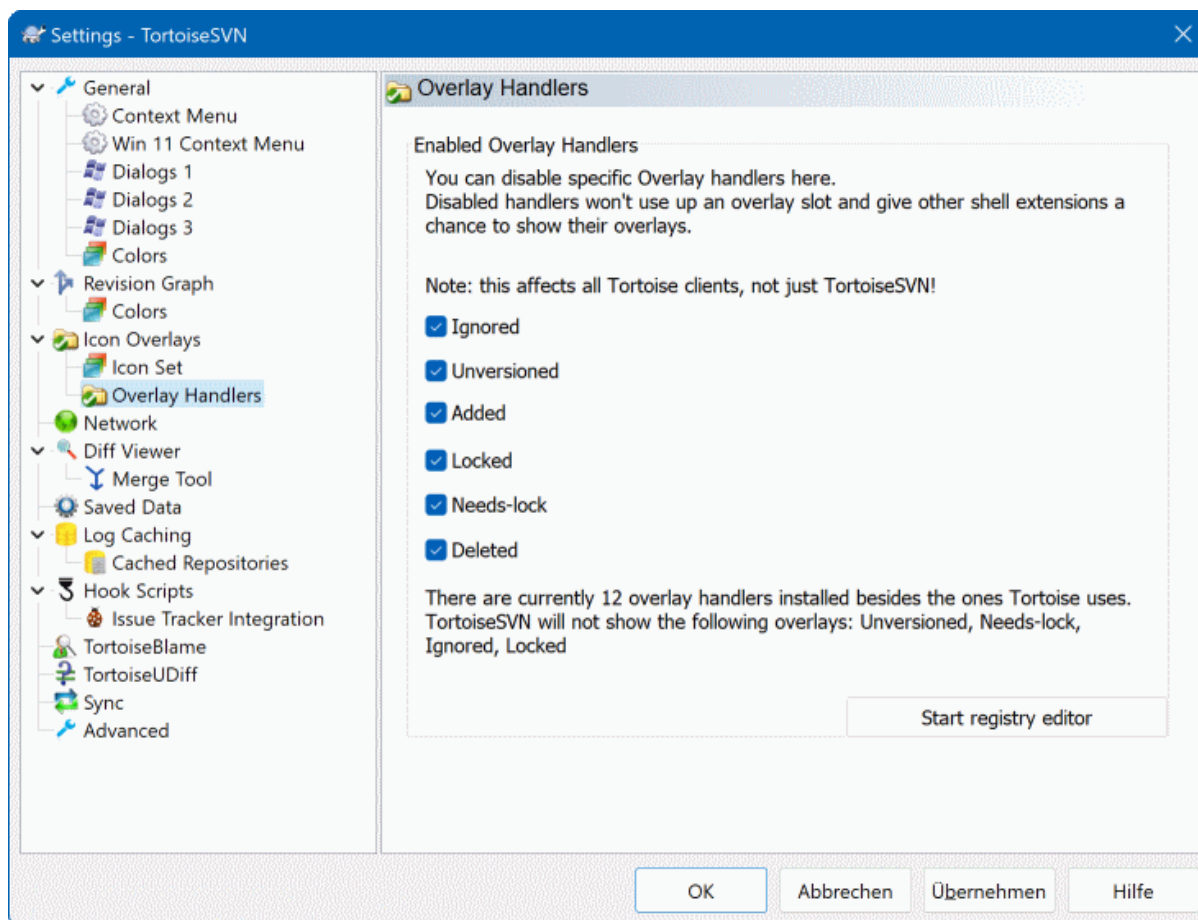 Settings - TortoiseSVN
General
Context Menu
Win 11 Context Menu
Dialogs 1
Dialogs 2
Dialogs 3
Colors
Revision Graph
Colors
Icon Overlays
Icon Set
Overlay Handlers
Network
Diff Viewer
Merge Tool
Saved Data
Log Caching
Cached Repositories
Hook Scripts
Issue Tracker Integration
TortoiseBlame
TortoiseUDiff
Sync
Advanced
Overlay Handlers
Enabled Overlay Handlers
You can disable specific Overlay handlers here.
Disabled handlers won't use up an overlay slot and give other shell extensions a
chance to show their overlays.
Note: this affects all Tortoise clients, not just TortoiseSVN!
Ignored
Unversioned
Added
Locked
Needs-lock
Deleted
There are currently 12 overlay handlers installed besides the ones Tortoise uses.
TortoiseSVN will not show the following overlays: Unversioned, Needs-lock,
Ignored, Locked
Start registry editor
OK
Abbrechen
Übernehmen
Hilfe